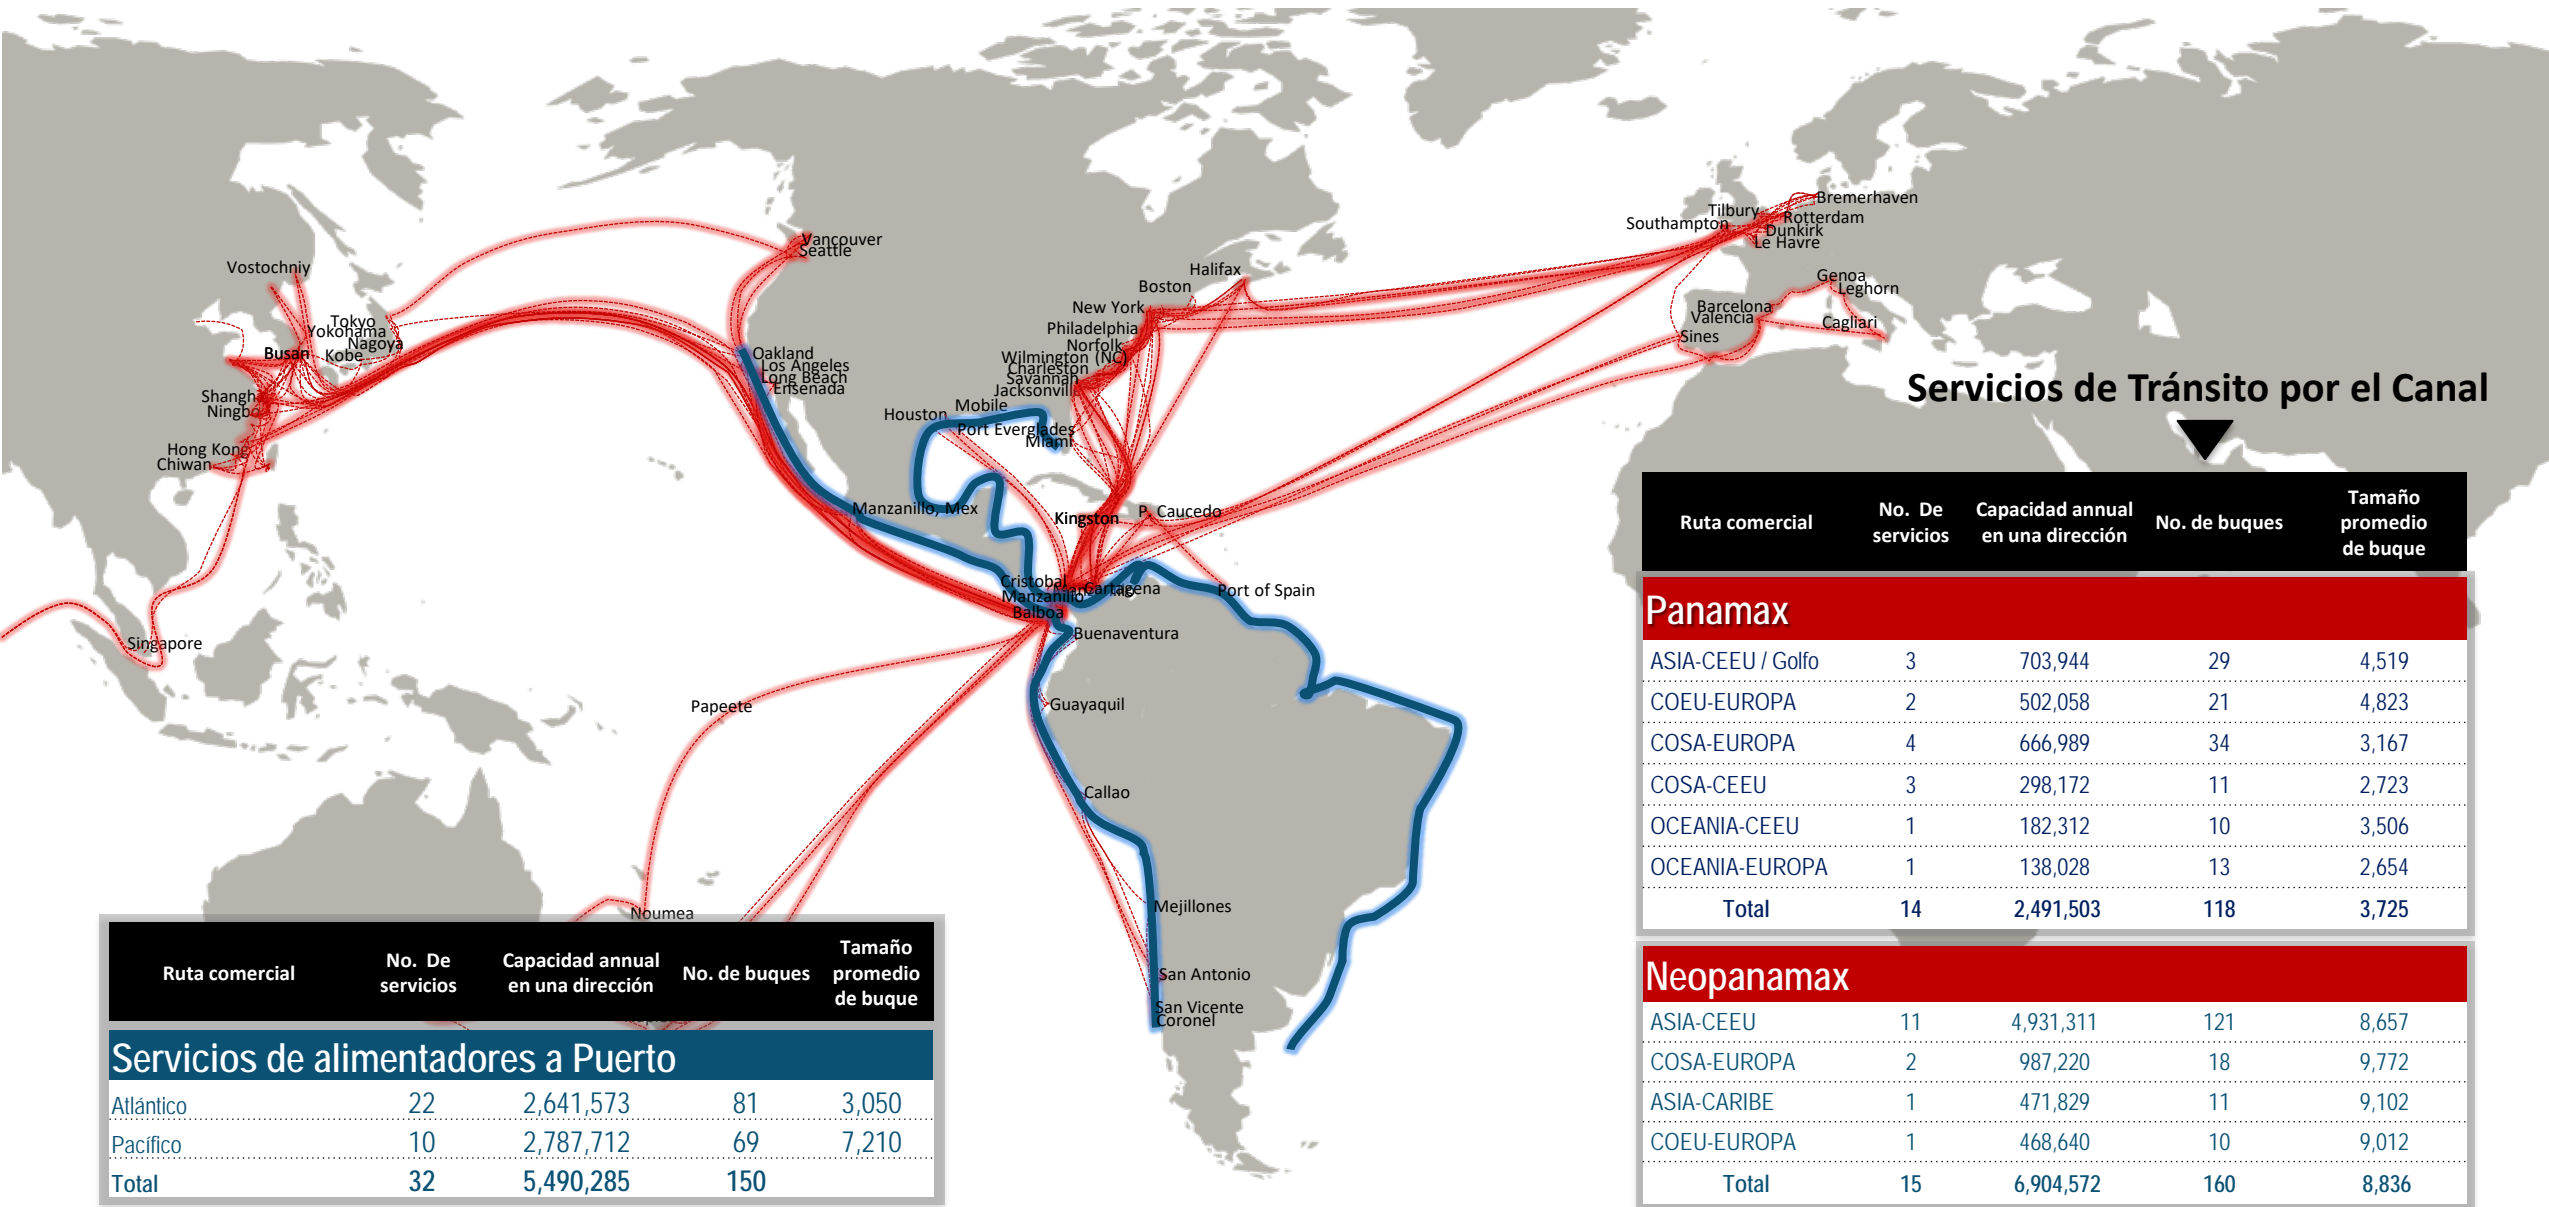 Bremerhaven
Tilbury
Rotterdam
Southampton
Dunkirk
Le Havre
Vancouver
Seattle
Vostochniy
Halifax
Genoa
Boston
Leghorn
New York
Barcelona
Valencia
Cagliari
Tokyo
Yokohama
Philadelphia
Nagoya
Norfolk
Sines
Busan
Kobe
Oakland
Wilmington (NC)
Los Angeles
Charleston
Long Beach
Savannah
Ensenada
Jacksonville
Servicios de Tránsito por el Canal
Shangh
Ningbo
Houston
Mobile
Port Everglades
Miami
Hong Kong
Chiwan
Manzanillo, Mex
Kingston
P. Caucedo
Cristobal
Cartagena
Manzanillo
Port of Spain
Balboa
Buenaventura
Singapore
Papeete
Guayaquil
Callao
Mejillones
Noumea
San Antonio
San Vicente
Coronel
Ruta comercial No. De servicios Capacidad annual en una dirección No. de buques Tamaño promedio de buque
Panamax
ASIA-CEEU / Golfo 3 703,944 29 4,519
COEU-EUROPA 2 502,058 21 4,823
COSA-EUROPA 4 666,989 34 3,167
COSA-CEEU 3 298,172 11 2,723
OCEANIA-CEEU 1 182,312 10 3,506
OCEANIA-EUROPA 1 138,028 13 2,654
Total 14 2,491,503 118 3,725
Neopanamax
ASIA-CEEU 11 4,931,311 121 8,657
COSA-EUROPA 2 987,220 18 9,772
ASIA-CARIBE 1 471,829 11 9,102
COEU-EUROPA 1 468,640 10 9,012
Total 15 6,904,572 160 8,836
Ruta comercial No. De servicios Capacidad annual en una dirección No. de buques Tamaño promedio de buque
Servicios de alimentadores a Puerto
Atlántico 22 2,641,573 81 3,050
Pacífico 10 2,787,712 69 7,210
Total 32 5,490,285 150